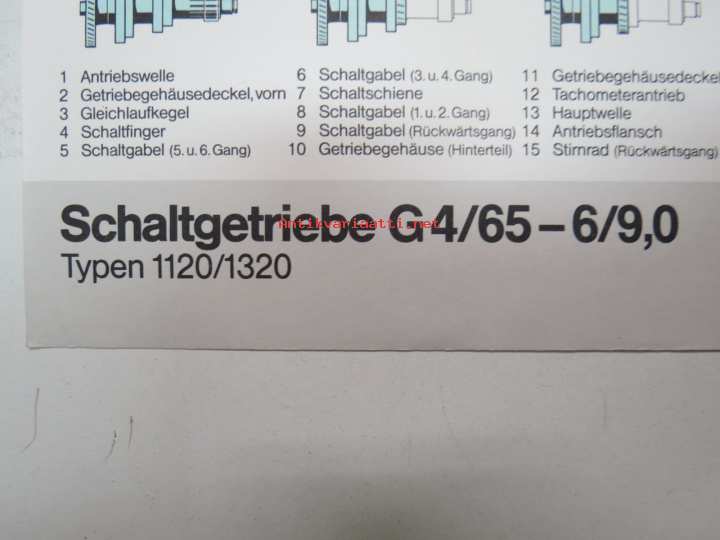 1 Antriebswelle
2 Getriebegehäusedeckel, vorn
3 Gleichlaufkegel
4 Schaltfinger
5 Schaltgabel (5. u. 6. Gang)
6 Schaltgabel (3. u. 4. Gang)
7 Schaltschiene
8 Schaltgabel (1. u. 2. Gang)
9 Schaltgabel (Rückwärtsgang)
10 Getriebegehäuse (Hinterteil)
11 Getriebegehäusedeckel
12 Tachometerantrieb
13 Hauptwelle
14 Antriebsflansch
15 Stirnrad (Rückwärtsgang)
Schaltgetriebe G 4/65 – 6/9,0
Antikvariaatti.net
Typen 1120/1320